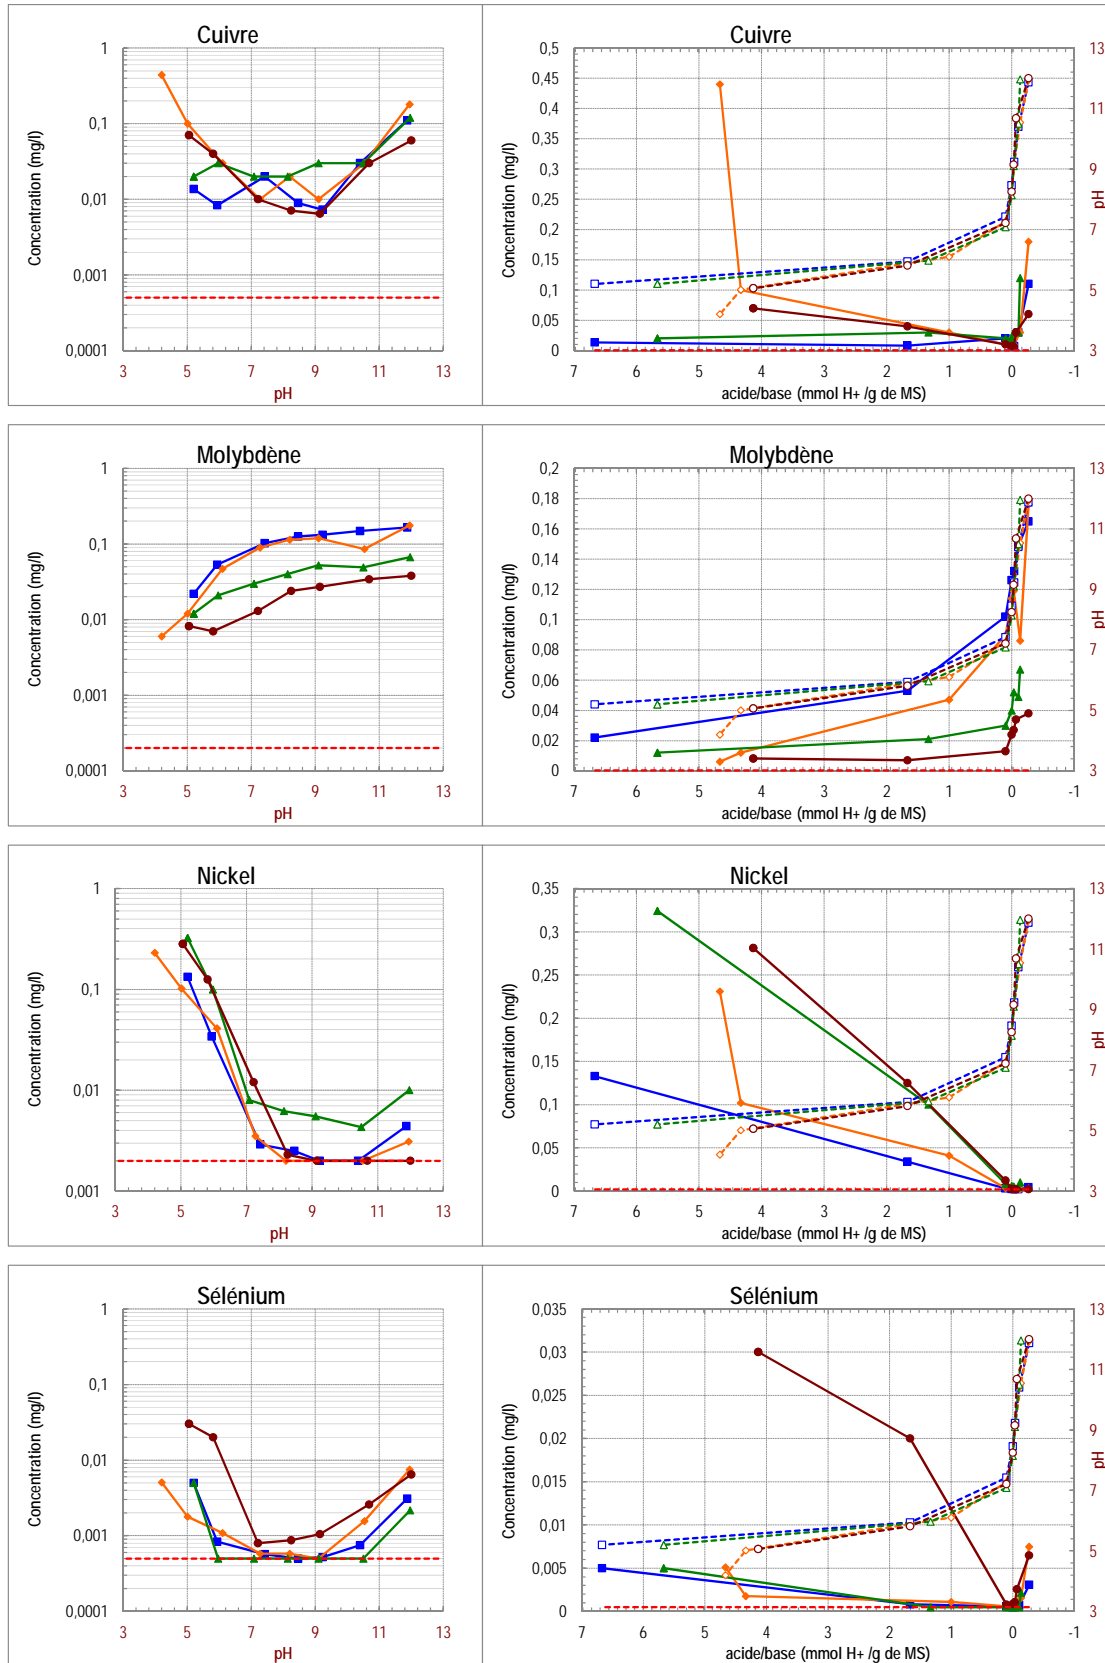 Cuivre
1
0,1
0,01
0,001
0,0001
Concentration (mg/l)
3 5 7 9 11 13
pH
Cuivre
0,5
0,45
0,4
0,35
0,3
0,25
0,2
0,15
0,1
0,05
0
Concentration (mg/l)
13
11
9
7
5
3
pH
7 6 5 4 3 2 1 0 -1
acide/base (mmol H+ /g de MS)
Molybdène
1
0,1
0,01
0,001
0,0001
Concentration (mg/l)
3 5 7 9 11 13
pH
Molybdène
0,2
0,18
0,16
0,14
0,12
0,1
0,08
0,06
0,04
0,02
0
Concentration (mg/l)
13
11
9
7
5
3
pH
7 6 5 4 3 2 1 0 -1
acide/base (mmol H+ /g de MS)
Nickel
1
0,1
0,01
0,001
Concentration (mg/l)
3 5 7 9 11 13
pH
Nickel
0,35
0,3
0,25
0,2
0,15
0,1
0,05
0
Concentration (mg/l)
13
11
9
7
5
3
pH
7 6 5 4 3 2 1 0 -1
acide/base (mmol H+ /g de MS)
Sélénium
1
0,1
0,01
0,001
0,0001
Concentration (mg/l)
3 5 7 9 11 13
pH
Sélénium
0,035
0,03
0,025
0,02
0,015
0,01
0,005
0
Concentration (mg/l)
13
11
9
7
5
3
pH
7 6 5 4 3 2 1 0 -1
acide/base (mmol H+ /g de MS)